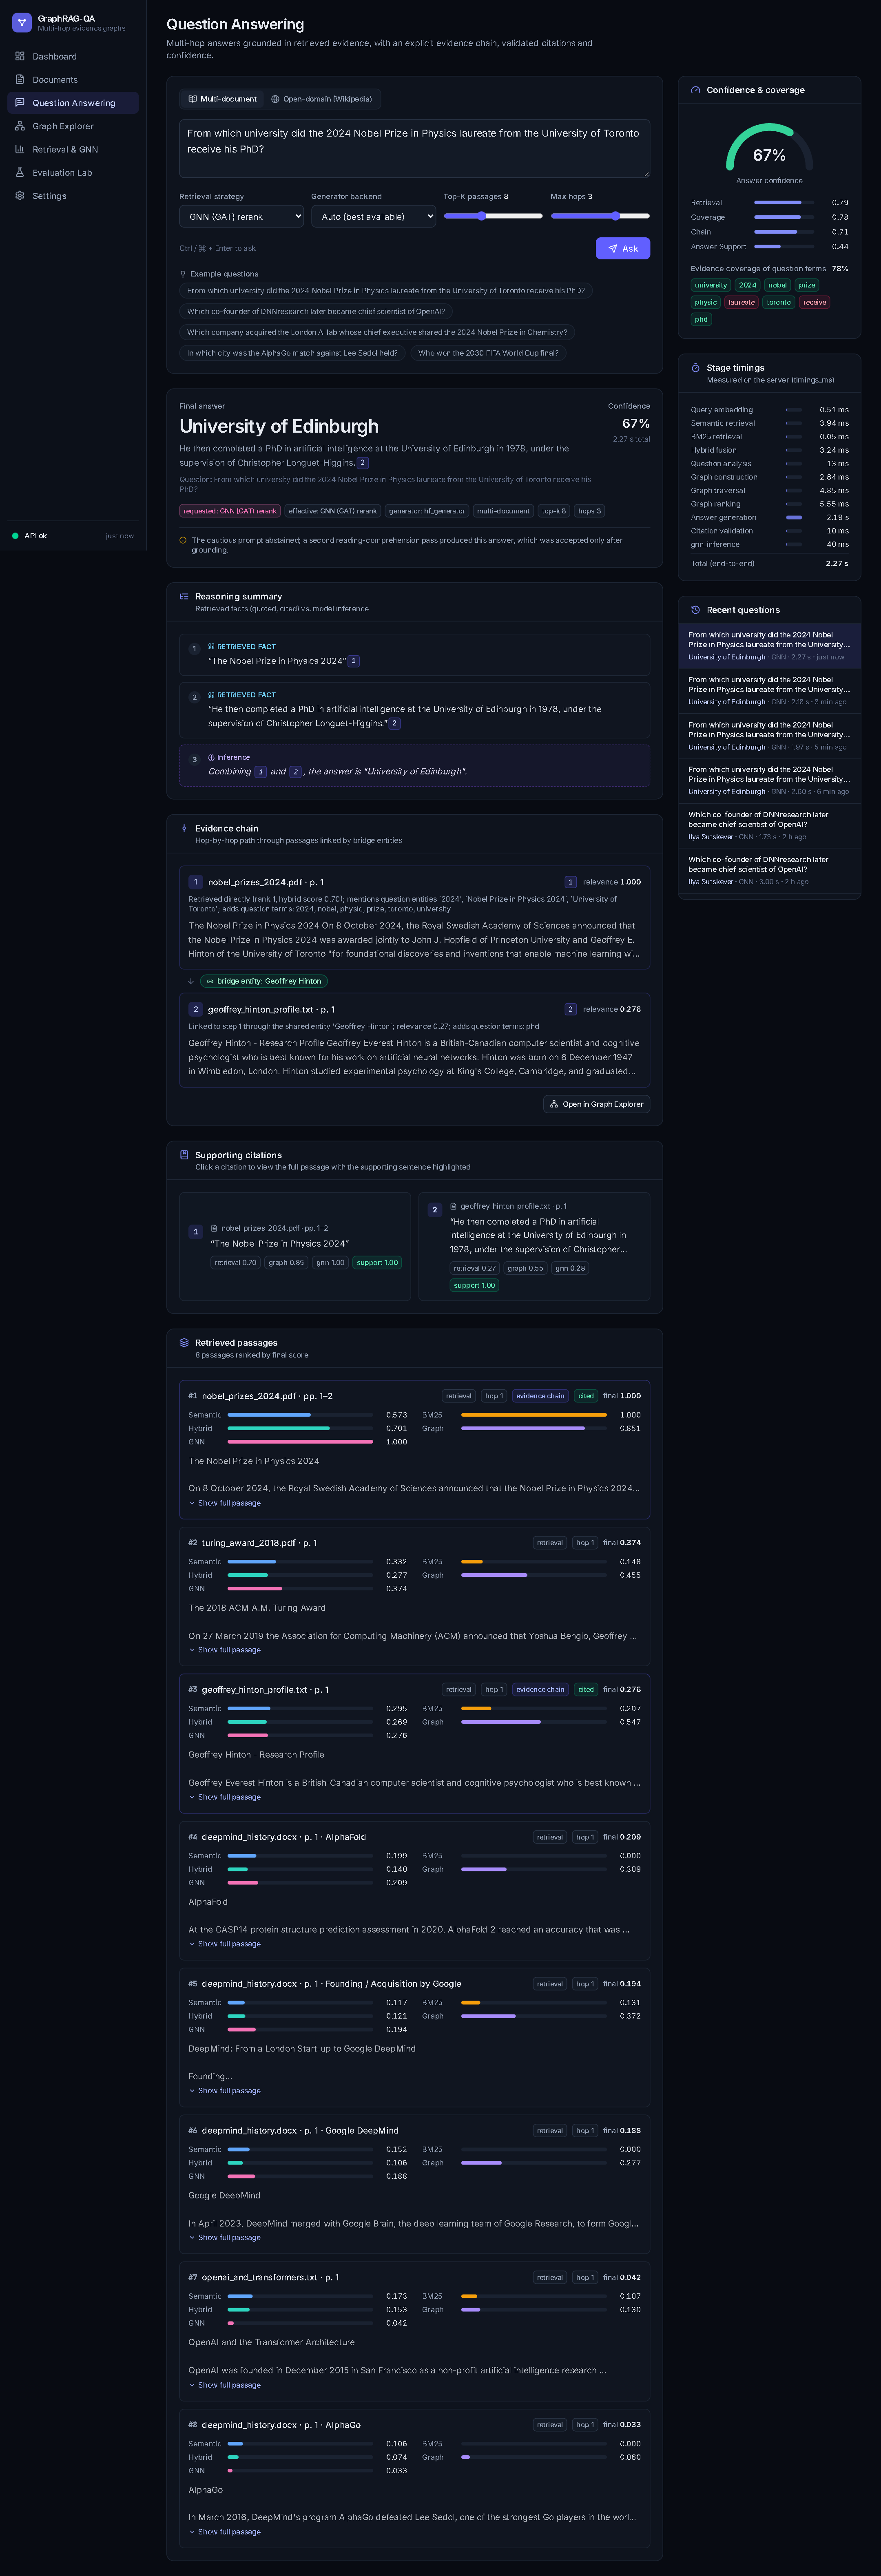 GraphRAG-QA
Multi-hop evidence graphs
Dashboard
Documents
Question Answering
Graph Explorer
Retrieval & GNN
Evaluation Lab
Settings
API ok
just now
Question Answering
Multi-hop answers grounded in retrieved evidence, with an explicit evidence chain, validated citations and
confidence.
Multi-document
Open-domain (Wikipedia)
From which university did the 2024 Nobel Prize in Physics laureate from the University of Toronto
receive his PhD?
Retrieval strategy
Generator backend
Top-K passages 8
Max hops 3
GNN (GAT) rerank
Auto (best available)
Ctrl / ⌘ + Enter to ask
Ask
Example questions
From which university did the 2024 Nobel Prize in Physics laureate from the University of Toronto receive his PhD?
Which co-founder of DNNresearch later became chief scientist of OpenAI?
Which company acquired the London AI lab whose chief executive shared the 2024 Nobel Prize in Chemistry?
In which city was the AlphaGo match against Lee Sedol held?
Who won the 2030 FIFA World Cup final?
Final answer
Confidence
University of Edinburgh
67%
2.27 s total
He then completed a PhD in artificial intelligence at the University of Edinburgh in 1978, under the
supervision of Christopher Longuet-Higgins. 2
Question: From which university did the 2024 Nobel Prize in Physics laureate from the University of Toronto receive his
PhD?
requested: GNN (GAT) rerank
effective: GNN (GAT) rerank
generator: hf_generator
multi-document
top-k 8
hops 3
The cautious prompt abstained; a second reading-comprehension pass produced this answer, which was accepted only after
grounding.
Reasoning summary
Retrieved facts (quoted, cited) vs. model inference
1
RETRIEVED FACT
“The Nobel Prize in Physics 2024” 1
2
RETRIEVED FACT
“He then completed a PhD in artificial intelligence at the University of Edinburgh in 1978, under the
supervision of Christopher Longuet-Higgins.” 2
3
Inference
Combining 1 and 2, the answer is "University of Edinburgh".
Evidence chain
Hop-by-hop path through passages linked by bridge entities
1 nobel_prizes_2024.pdf · p. 1
1 relevance 1.000
Retrieved directly (rank 1, hybrid score 0.70); mentions question entities '2024', 'Nobel Prize in Physics 2024', 'University of
Toronto'; adds question terms: 2024, nobel, physic, prize, toronto, university
The Nobel Prize in Physics 2024 On 8 October 2024, the Royal Swedish Academy of Sciences announced that
the Nobel Prize in Physics 2024 was awarded jointly to John J. Hopfield of Princeton University and Geoffrey E.
Hinton of the University of Toronto "for foundational discoveries and inventions that enable machine learning wi...
bridge entity: Geoffrey Hinton
2 geoffrey_hinton_profile.txt · p. 1
2 relevance 0.276
Linked to step 1 through the shared entity 'Geoffrey Hinton'; relevance 0.27; adds question terms: phd
Geoffrey Hinton - Research Profile Geoffrey Everest Hinton is a British-Canadian computer scientist and cognitive
psychologist who is best known for his work on artificial neural networks. Hinton was born on 6 December 1947
in Wimbledon, London. Hinton studied experimental psychology at King's College, Cambridge, and graduated...
Open in Graph Explorer
Supporting citations
Click a citation to view the full passage with the supporting sentence highlighted
1
nobel_prizes_2024.pdf · pp. 1–2
“The Nobel Prize in Physics 2024”
retrieval 0.70
graph 0.85
gnn 1.00
support 1.00
2
geoffrey_hinton_profile.txt · p. 1
“He then completed a PhD in artificial
intelligence at the University of Edinburgh in
1978, under the supervision of Christopher...
retrieval 0.27
graph 0.55
gnn 0.28
support 1.00
Retrieved passages
8 passages ranked by final score
#1 nobel_prizes_2024.pdf · pp. 1–2
retrieval
hop 1
evidence chain
cited
final 1.000
Semantic 0.573
BM25 1.000
Hybrid 0.701
Graph 0.851
GNN 1.000
The Nobel Prize in Physics 2024
On 8 October 2024, the Royal Swedish Academy of Sciences announced that the Nobel Prize in Physics 2024...
Show full passage
#2 turing_award_2018.pdf · p. 1
retrieval
hop 1
final 0.374
Semantic 0.332
BM25 0.148
Hybrid 0.277
Graph 0.455
GNN 0.374
The 2018 ACM A.M. Turing Award
On 27 March 2019 the Association for Computing Machinery (ACM) announced that Yoshua Bengio, Geoffrey ...
Show full passage
#3 geoffrey_hinton_profile.txt · p. 1
retrieval
hop 1
evidence chain
cited
final 0.276
Semantic 0.295
BM25 0.207
Hybrid 0.269
Graph 0.547
GNN 0.276
Geoffrey Hinton - Research Profile
Geoffrey Everest Hinton is a British-Canadian computer scientist and cognitive psychologist who is best known ...
Show full passage
#4 deepmind_history.docx · p. 1 · AlphaFold
retrieval
hop 1
final 0.209
Semantic 0.199
BM25 0.000
Hybrid 0.140
Graph 0.309
GNN 0.209
AlphaFold
At the CASP14 protein structure prediction assessment in 2020, AlphaFold 2 reached an accuracy that was ...
Show full passage
#5 deepmind_history.docx · p. 1 · Founding / Acquisition by Google
retrieval
hop 1
final 0.194
Semantic 0.117
BM25 0.131
Hybrid 0.121
Graph 0.372
GNN 0.194
DeepMind: From a London Start-up to Google DeepMind
Founding...
Show full passage
#6 deepmind_history.docx · p. 1 · Google DeepMind
retrieval
hop 1
final 0.188
Semantic 0.152
BM25 0.000
Hybrid 0.106
Graph 0.277
GNN 0.188
Google DeepMind
In April 2023, DeepMind merged with Google Brain, the deep learning team of Google Research, to form Googl...
Show full passage
#7 openai_and_transformers.txt · p. 1
retrieval
hop 1
final 0.042
Semantic 0.173
BM25 0.107
Hybrid 0.153
Graph 0.130
GNN 0.042
OpenAI and the Transformer Architecture
OpenAI was founded in December 2015 in San Francisco as a non-profit artificial intelligence research ...
Show full passage
#8 deepmind_history.docx · p. 1 · AlphaGo
retrieval
hop 1
final 0.033
Semantic 0.106
BM25 0.000
Hybrid 0.074
Graph 0.060
GNN 0.033
AlphaGo
In March 2016, DeepMind's program AlphaGo defeated Lee Sedol, one of the strongest Go players in the worl...
Show full passage
Confidence & coverage
67%
Answer confidence
Retrieval 0.79
Coverage 0.78
Chain 0.71
Answer Support 0.44
Evidence coverage of question terms 78%
university
2024
nobel
prize
physic
laureate
toronto
receive
phd
Stage timings
Measured on the server (timings_ms)
Query embedding 0.51 ms
Semantic retrieval 3.94 ms
BM25 retrieval 0.05 ms
Hybrid fusion 3.24 ms
Question analysis 13 ms
Graph construction 2.84 ms
Graph traversal 4.85 ms
Graph ranking 5.55 ms
Answer generation 2.19 s
Citation validation 10 ms
gnn_inference 40 ms
Total (end-to-end) 2.27 s
Recent questions
From which university did the 2024 Nobel
Prize in Physics laureate from the University...
University of Edinburgh · GNN · 2.27 s · just now
From which university did the 2024 Nobel
Prize in Physics laureate from the University...
University of Edinburgh · GNN · 2.18 s · 3 min ago
From which university did the 2024 Nobel
Prize in Physics laureate from the University...
University of Edinburgh · GNN · 1.97 s · 5 min ago
From which university did the 2024 Nobel
Prize in Physics laureate from the University...
University of Edinburgh · GNN · 2.60 s · 6 min ago
Which co-founder of DNNresearch later
became chief scientist of OpenAI?
Ilya Sutskever · GNN · 1.73 s · 2 h ago
Which co-founder of DNNresearch later
became chief scientist of OpenAI?
Ilya Sutskever · GNN · 3.00 s · 2 h ago